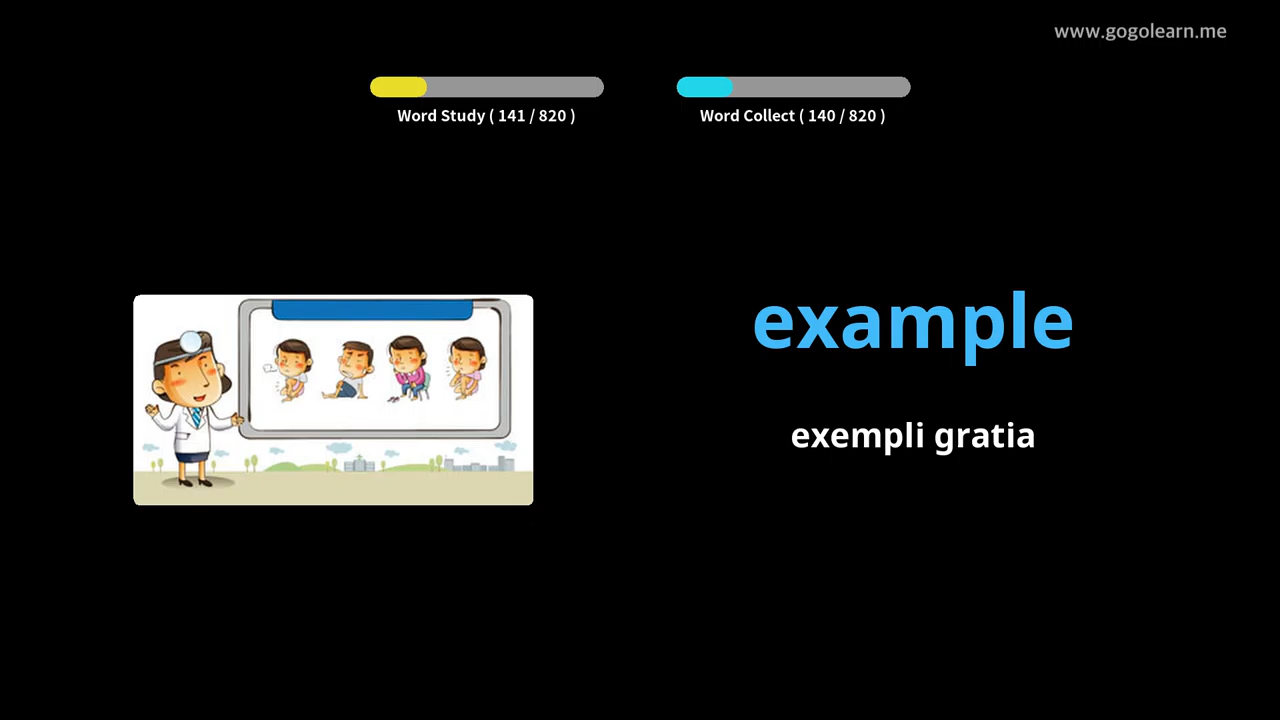 www.gogolearn.me
Word Study ( 141 / 820 )
Word Collect ( 140 / 820 )
example
exempli gratia